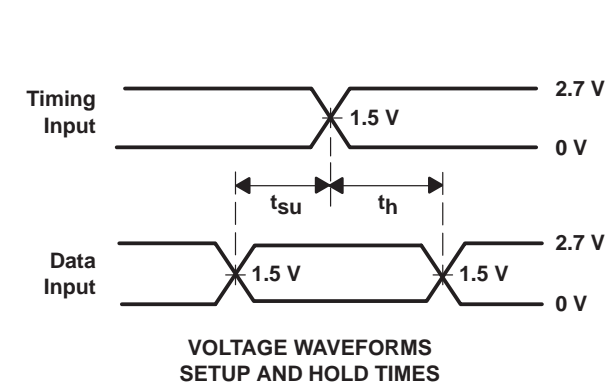 Timing
Input
2.7 V
1.5 V
0 V
tsu
th
Data
Input
2.7 V
1.5 V
1.5 V
0 V
VOLTAGE WAVEFORMS
SETUP AND HOLD TIMES